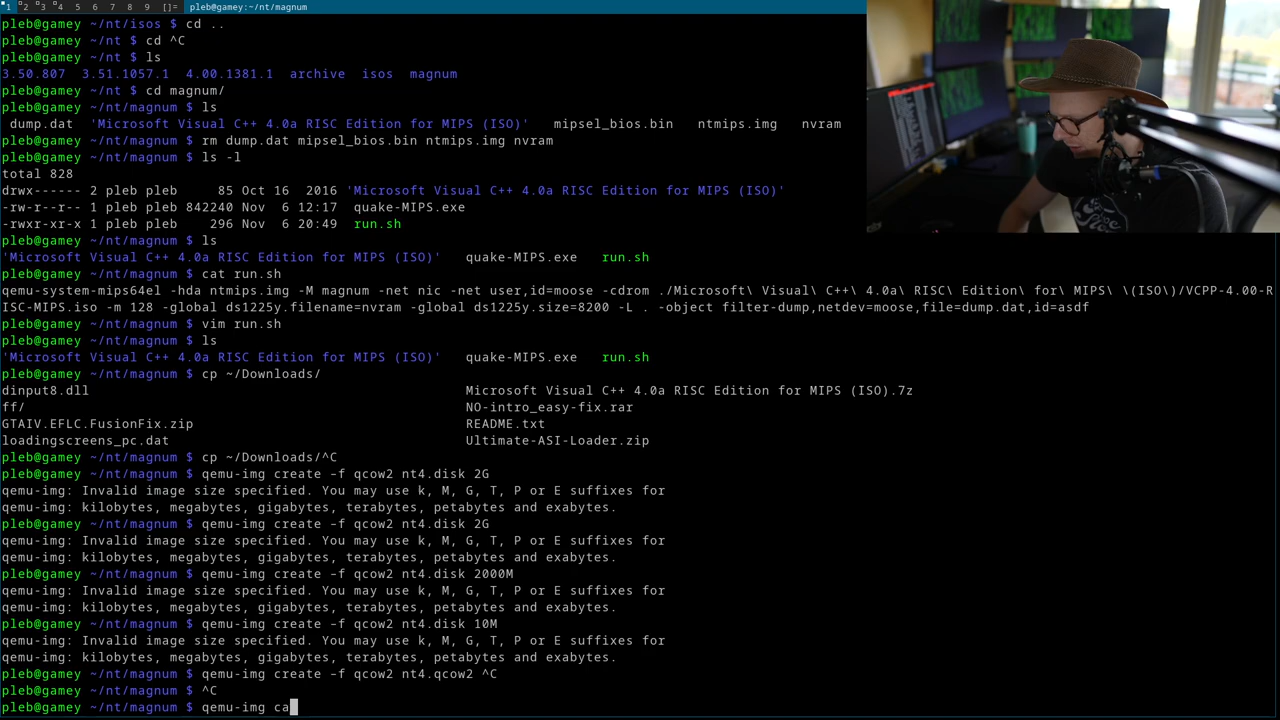 1 2 3 4 5 6 7 8 9 []= pleb@gamey:~/nt/magnum
pleb@gamey ~/nt/isos $ cd ..
pleb@gamey ~/nt $ cd ^C
pleb@gamey ~/nt $ ls
3.50.807 3.51.1057.1 4.00.1381.1 archive isos magnum
pleb@gamey ~/nt $ cd magnum/
pleb@gamey ~/nt/magnum $ ls
dump.dat 'Microsoft Visual C++ 4.0a RISC Edition for MIPS (ISO)' mipsel_bios.bin ntmips.img nvram
pleb@gamey ~/nt/magnum $ rm dump.dat mipsel_bios.bin ntmips.img nvram
pleb@gamey ~/nt/magnum $ ls -l
total 828
drwx------ 2 pleb pleb 85 Oct 16 2016 'Microsoft Visual C++ 4.0a RISC Edition for MIPS (ISO)'
-rw-r--r-- 1 pleb pleb 842240 Nov 6 12:17 quake-MIPS.exe
-rwxr-xr-x 1 pleb pleb 296 Nov 6 20:49 run.sh
pleb@gamey ~/nt/magnum $ ls
'Microsoft Visual C++ 4.0a RISC Edition for MIPS (ISO)' quake-MIPS.exe run.sh
pleb@gamey ~/nt/magnum $ cat run.sh
qemu-system-mips64el -hda ntmips.img -M magnum -net nic -net user,id=moose -cdrom ./Microsoft\ Visual\ C++\ 4.0a\ RISC\ Edition\ for\ MIPS\ \(ISO\)/VCPP-4.00-R
ISC-MIPS.iso -m 128 -global ds1225y.filename=nvram -global ds1225y.size=8200 -L . -object filter-dump,netdev=moose,file=dump.dat,id=asdf
pleb@gamey ~/nt/magnum $ vim run.sh
pleb@gamey ~/nt/magnum $ ls
'Microsoft Visual C++ 4.0a RISC Edition for MIPS (ISO)' quake-MIPS.exe run.sh
pleb@gamey ~/nt/magnum $ cp ~/Downloads/
dinput8.dll Microsoft Visual C++ 4.0a RISC Edition for MIPS (ISO).7z
ff/ NO-intro_easy-fix.rar
GTAIV.EFLC.FusionFix.zip README.txt
loadingscreens_pc.dat Ultimate-ASI-Loader.zip
pleb@gamey ~/nt/magnum $ cp ~/Downloads/^C
pleb@gamey ~/nt/magnum $ qemu-img create -f qcow2 nt4.disk 2G
qemu-img: Invalid image size specified. You may use k, M, G, T, P or E suffixes for
qemu-img: kilobytes, megabytes, gigabytes, terabytes, petabytes and exabytes.
pleb@gamey ~/nt/magnum $ qemu-img create -f qcow2 nt4.disk 2G
qemu-img: Invalid image size specified. You may use k, M, G, T, P or E suffixes for
qemu-img: kilobytes, megabytes, gigabytes, terabytes, petabytes and exabytes.
pleb@gamey ~/nt/magnum $ qemu-img create -f qcow2 nt4.disk 2000M
qemu-img: Invalid image size specified. You may use k, M, G, T, P or E suffixes for
qemu-img: kilobytes, megabytes, gigabytes, terabytes, petabytes and exabytes.
pleb@gamey ~/nt/magnum $ qemu-img create -f qcow2 nt4.disk 10M
qemu-img: Invalid image size specified. You may use k, M, G, T, P or E suffixes for
qemu-img: kilobytes, megabytes, gigabytes, terabytes, petabytes and exabytes.
pleb@gamey ~/nt/magnum $ qemu-img create -f qcow2 nt4.qcow2 ^C
pleb@gamey ~/nt/magnum $ ^C
pleb@gamey ~/nt/magnum $ qemu-img ca